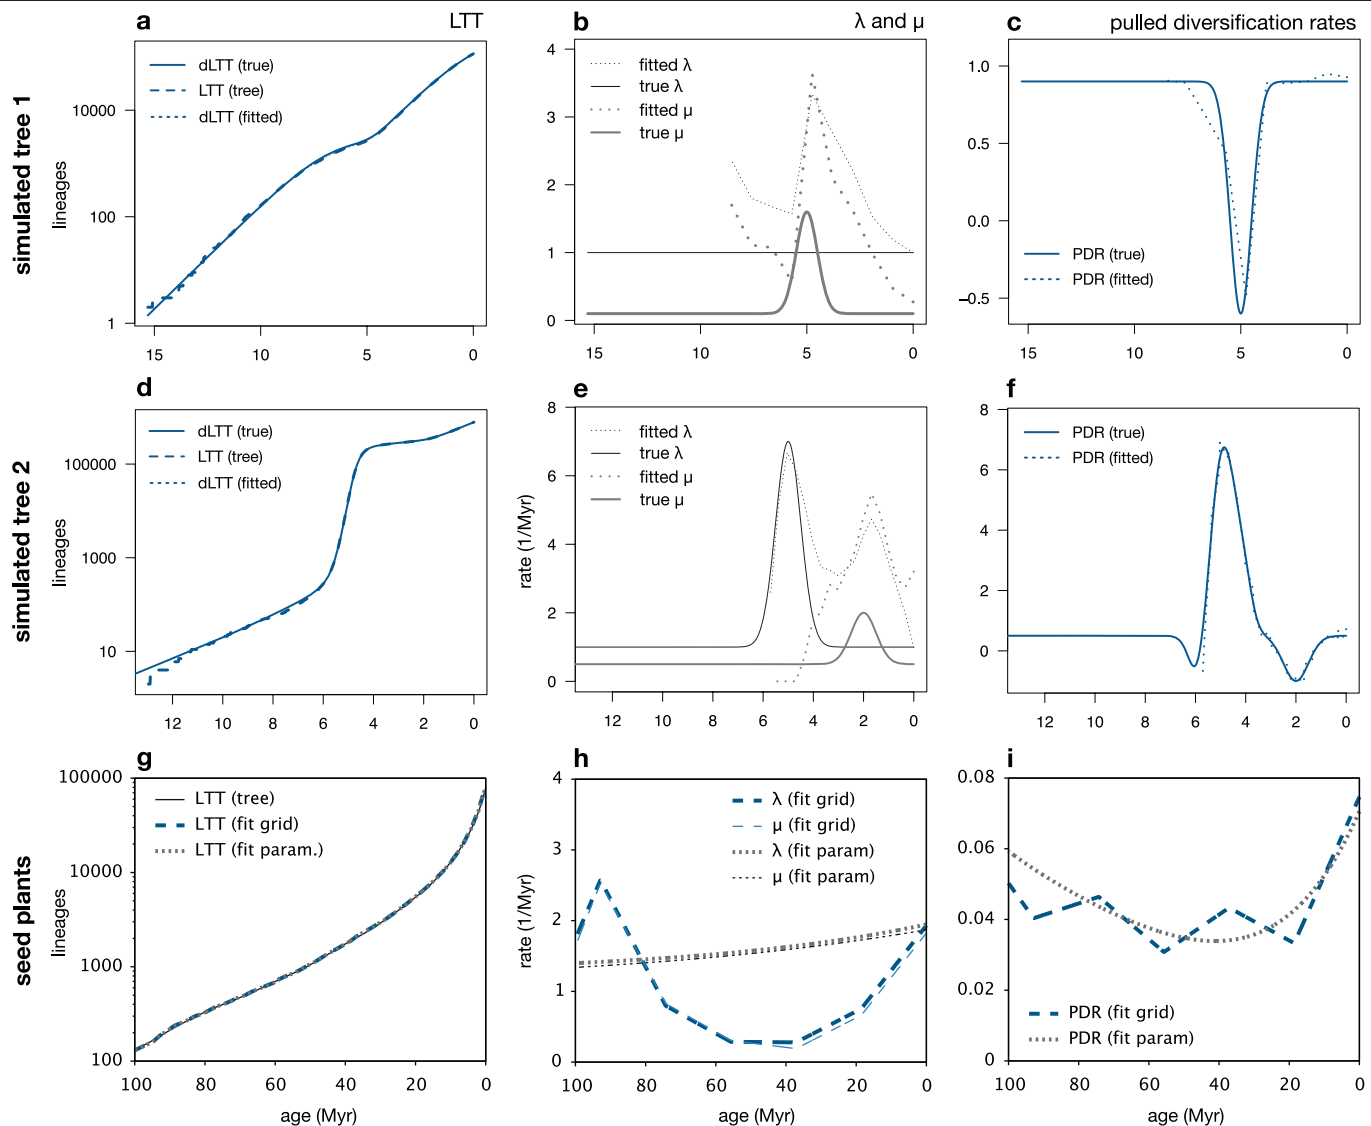 a LTT
b λ and μ
c pulled diversification rates
simulated tree 1
lineages
dLTT (true)
LTT (tree)
dLTT (fitted)
10000
100
1
15 10 5 0
fitted λ
true λ
fitted μ
true μ
4
3
2
1
0
15 10 5 0
1.0
0.5
0.0
−0.5
PDR (true)
PDR (fitted)
15 10 5 0
d
e
f
simulated tree 2
lineages
dLTT (true)
LTT (tree)
dLTT (fitted)
100000
1000
10
12 10 8 6 4 2 0
rate (1/Myr)
fitted λ
true λ
fitted μ
true μ
8
6
4
2
0
12 10 8 6 4 2 0
PDR (true)
PDR (fitted)
8
6
4
2
0
12 10 8 6 4 2 0
g
h
i
seed plants
lineages
LTT (tree)
LTT (fit grid)
LTT (fit param.)
100000
10000
1000
100
100 80 60 40 20 0
age (Myr)
rate (1/Myr)
λ (fit grid)
μ (fit grid)
λ (fit param)
μ (fit param)
4
3
2
1
0
100 80 60 40 20 0
age (Myr)
0.08
0.06
0.04
0.02
0
PDR (fit grid)
PDR (fit param)
100 80 60 40 20 0
age (Myr)